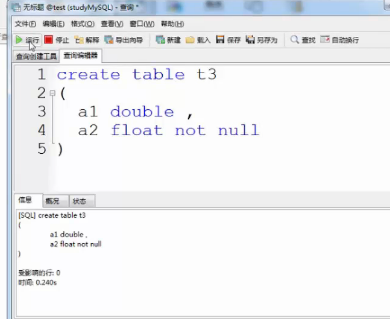 无标题 @test (studyMySQL) - 查询 *
文件(F) 编辑(E) 格式(O) 查看(V) 窗口(W) 帮助(H)
运行 停止 解释 导出向导 新建 载入 保存 另存为 查找 自动换行
查询创建工具 查询编辑器
1 create table t3
2 (
3 a1 double ,
4 a2 float not null
5 )
信息 概况 状态
[SQL] create table t3
(
a1 double ,
a2 float not null
)
受影响的行: 0
时间: 0.240s